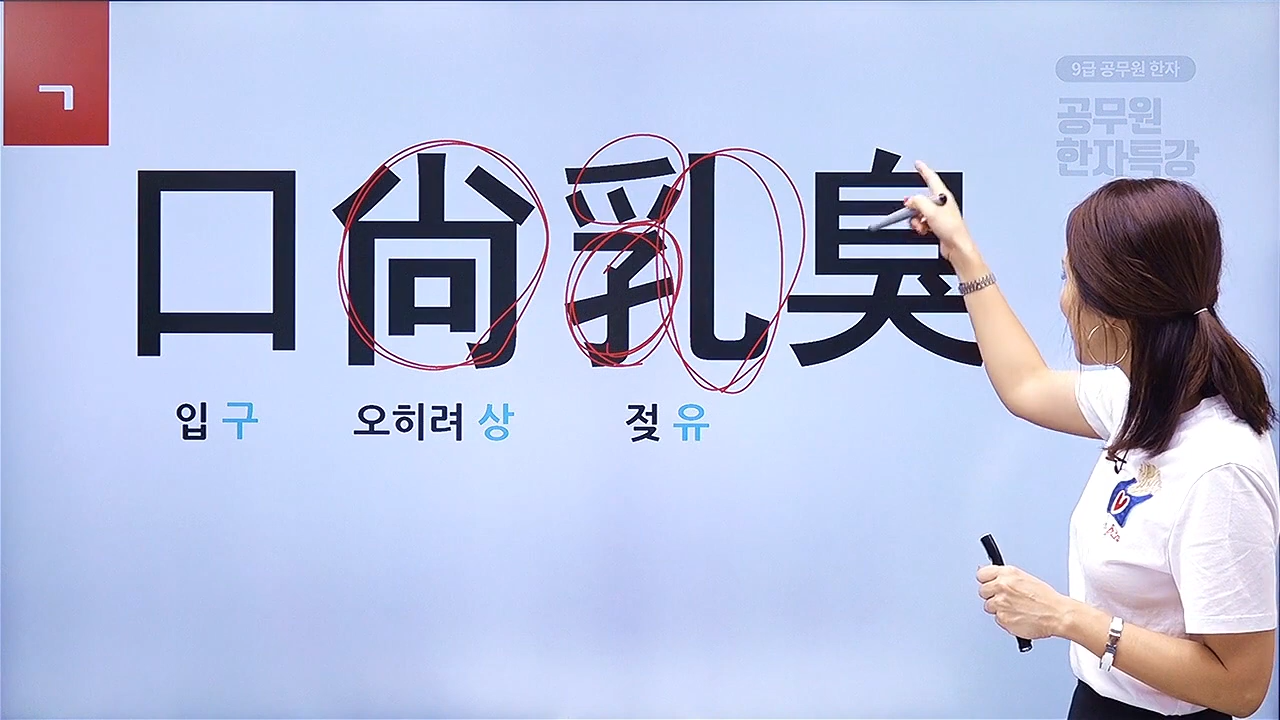 ㄱ
9급 공무원 한자
공무원
한자특강
口尚乳臭
입 구 오히려 상 젖 유